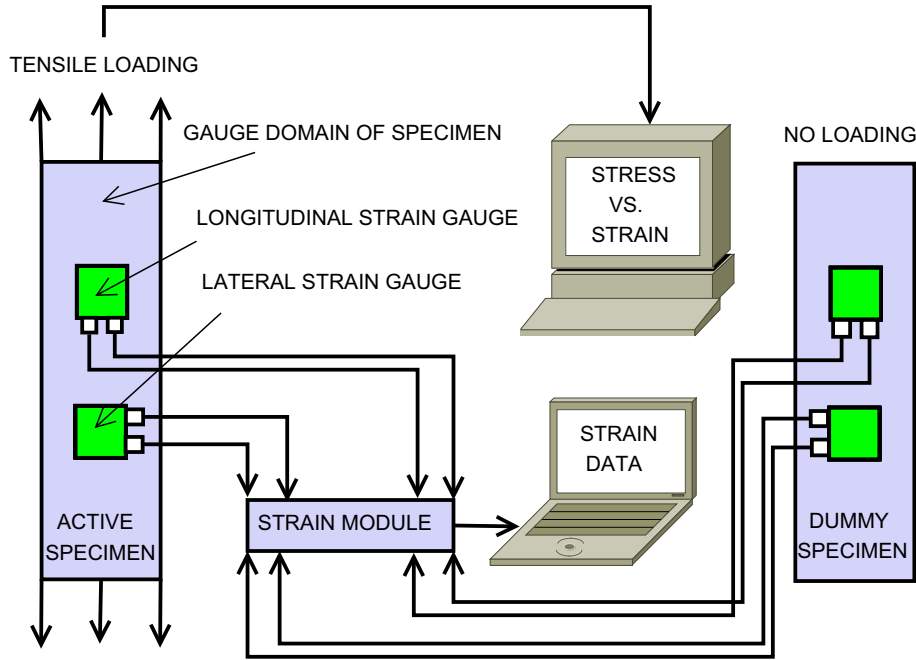 TENSILE LOADING
GAUGE DOMAIN OF SPECIMEN
LONGITUDINAL STRAIN GAUGE
LATERAL STRAIN GAUGE
STRESS
VS.
STRAIN
NO LOADING
STRAIN
DATA
ACTIVE
SPECIMEN
STRAIN MODULE
DUMMY
SPECIMEN